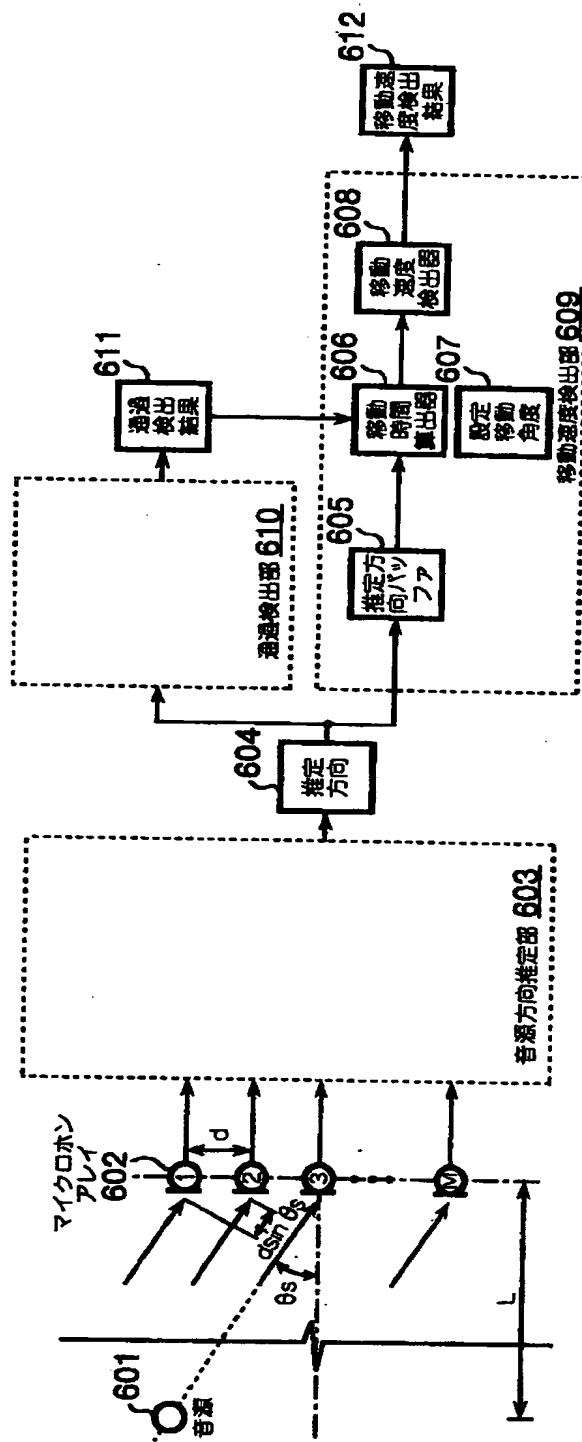 601
音源
マイクロホン
アレイ
602
1
2
3
M
d
dsin θs
θs
L
音源方向推定部 603
604
推定
方向
通過検出部 610
611
通過
検出
結果
605
推定方
向バッ
ファ
606
移動
時間
算出器
607
設定
移動
角度
608
移動
速度
検出器
移動速度検出部 609
612
移動速
度検出
結果